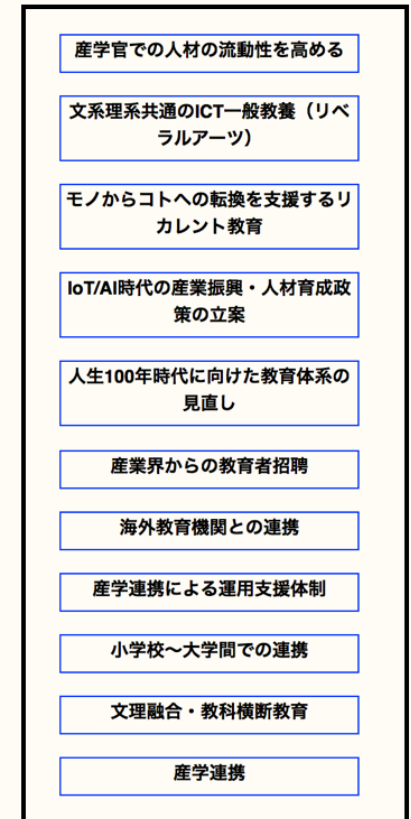 産学官での人材の流動性を高める
文系理系共通のICT一般教養（リベ
ラルアーツ）
モノからコトへの転換を支援するリ
カレント教育
IoT/AI時代の産業振興・人材育成政
策の立案
人生100年時代に向けた教育体系の
見直し
産業界からの教育者招聘
海外教育機関との連携
産学連携による運用支援体制
小学校〜大学間での連携
文理融合・教科横断教育
産学連携